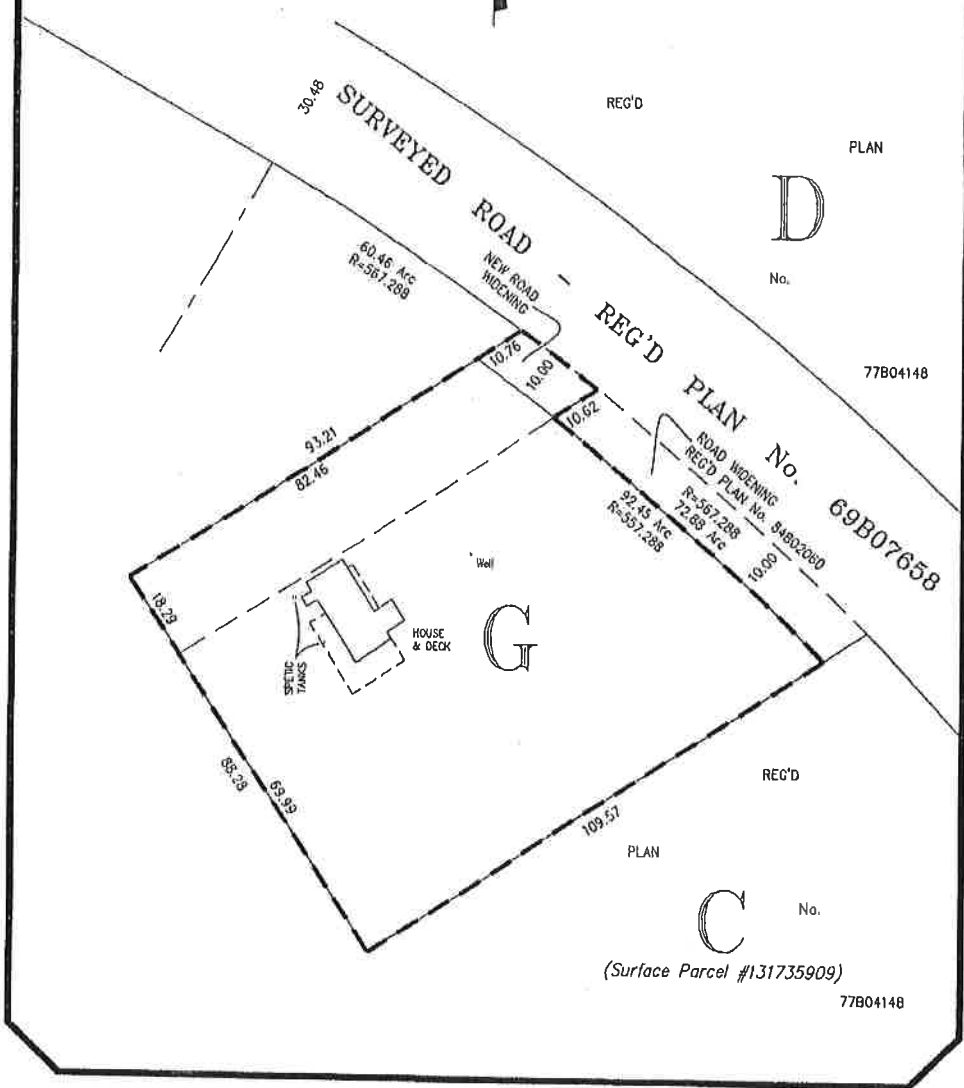 30.48
SURVEYED ROAD - REG'D PLAN No. 69B07658
REG'D
PLAN
D
No.
77B04148
60.46 Arc
R=567.288
NEW ROAD
WIDENING
10.76
10.00
10.62
93.21
82.46
ROAD WIDENING
REG'D PLAN No. 84B02060
R=567.288
72.88 Arc
92.45 Arc
R=557.288
10.00
Well
18.29
SPETIC
TANKS
HOUSE
& DECK
G
88.28
69.99
109.57
REG'D
PLAN
C
No.
(Surface Parcel #131735909)
77B04148